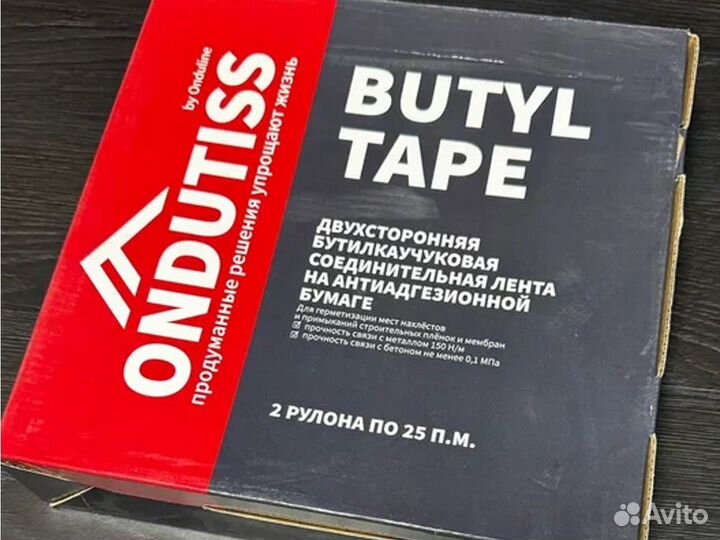 by Onduline
ONDUTISS
продуманные решения упрощают жизнь
BUTYL
TAPE
ДВУХСТОРОННЯЯ
БУТИЛКАУЧУКОВАЯ
СОЕДИНИТЕЛЬНАЯ ЛЕНТА
НА АНТИАДГЕЗИОННОЙ
БУМАГЕ
Для герметизации мест нахлёстов
и примыканий строительных плёнок и мембран
прочность связи с металлом 150 Н/м
прочность связи с бетоном не менее 0,1 МПа
2 РУЛОНА ПО 25 П.М.
Avito